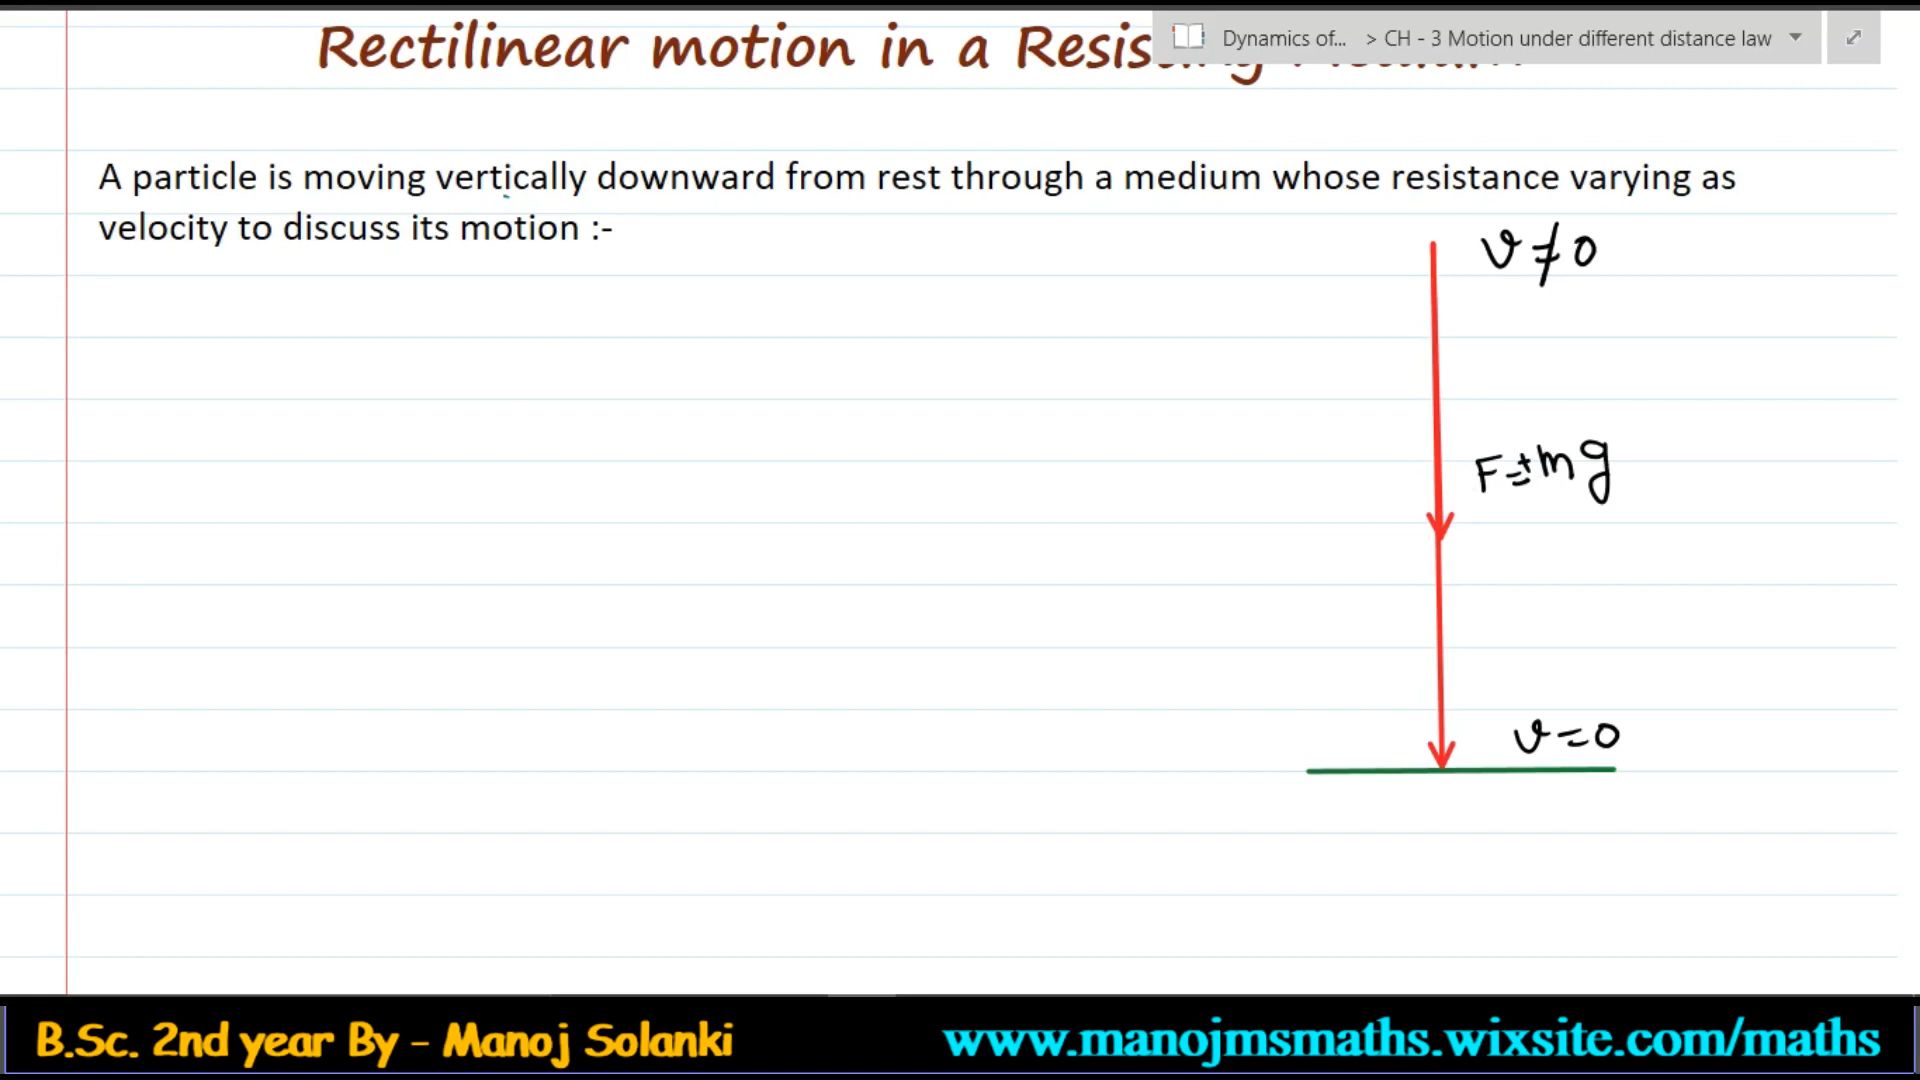 Rectilinear motion in a
Dynamics of... > CH - 3 Motion under different distance law
A particle is moving vertically downward from rest through a medium whose resistance varying as
velocity to discuss its motion :-
v ≠ 0
F = +mg
v = 0
B.Sc. 2nd year By - Manoj Solanki
www.manojmsmaths.wixsite.com/maths